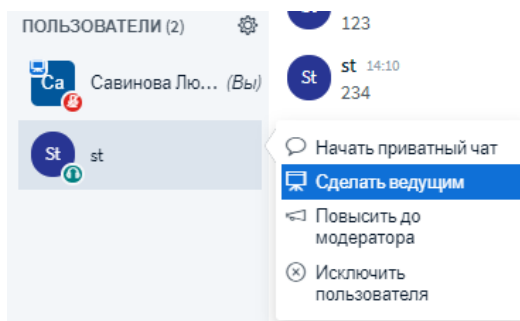 ПОЛЬЗОВАТЕЛИ (2)
Ca
Савинова Лю... (Вы)
St
st
123
St
st 14:10
234
Начать приватный чат
Сделать ведущим
Повысить до
модератора
Исключить
пользователя